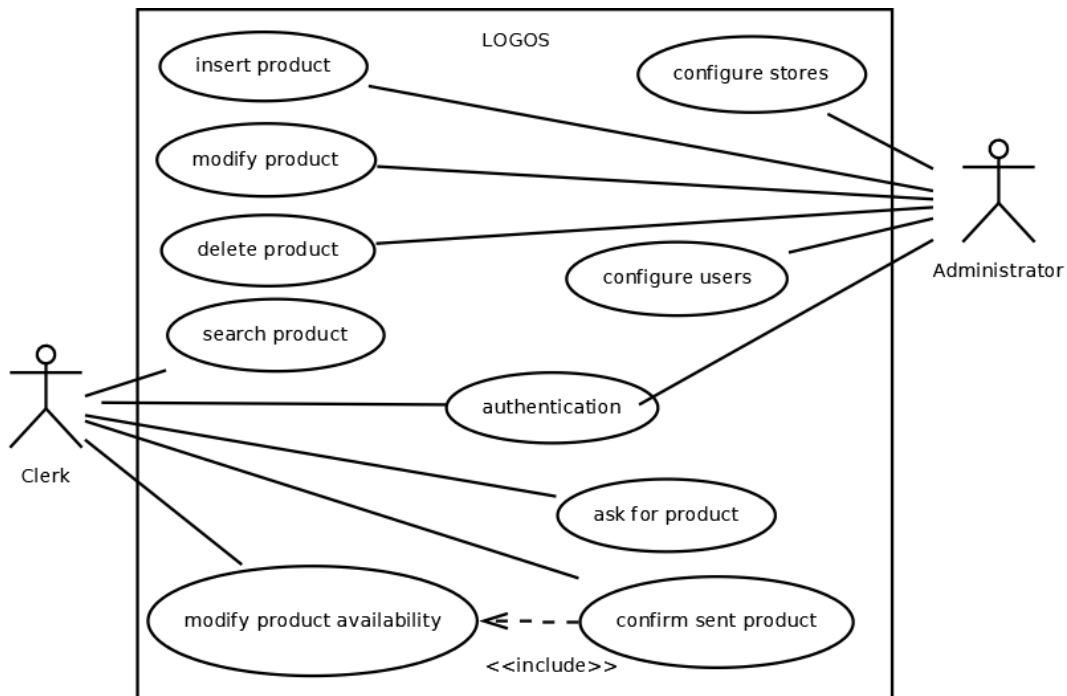 LOGOS
insert product
configure stores
modify product
delete product
Administrator
configure users
search product
authentication
Clerk
ask for product
modify product availability
confirm sent product
<<include>>